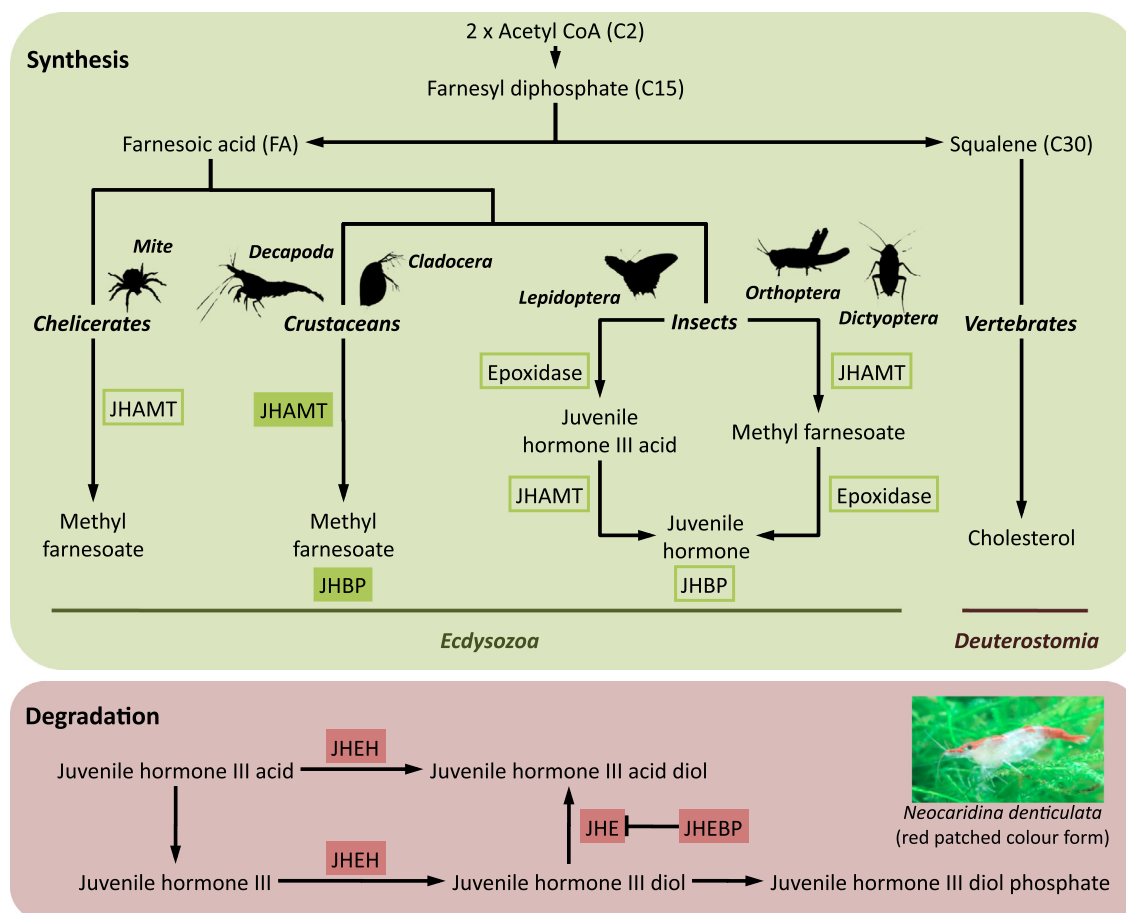 2 x Acetyl CoA (C2)
Synthesis
Farnesyl diphosphate (C15)
Farnesoic acid (FA)
Squalene (C30)
Mite
Decapoda
Cladocera
Lepidoptera
Orthoptera
Dictyoptera
Chelicerates
Crustaceans
Insects
Vertebrates
Epoxidase
JHAMT
JHAMT
JHAMT
Juvenile
hormone III acid
Methyl farnesoate
JHAMT
Epoxidase
Methyl
farnesoate
Methyl
farnesoate
Juvenile
hormone
Cholesterol
JHBP
JHBP
Ecdysozoa
Deuterostomia
Degradation
JHEH
Juvenile hormone III acid
Juvenile hormone III acid diol
Neocaridina denticulata
(red patched colour form)
JHE
JHEBP
JHEH
Juvenile hormone III
Juvenile hormone III diol
Juvenile hormone III diol phosphate